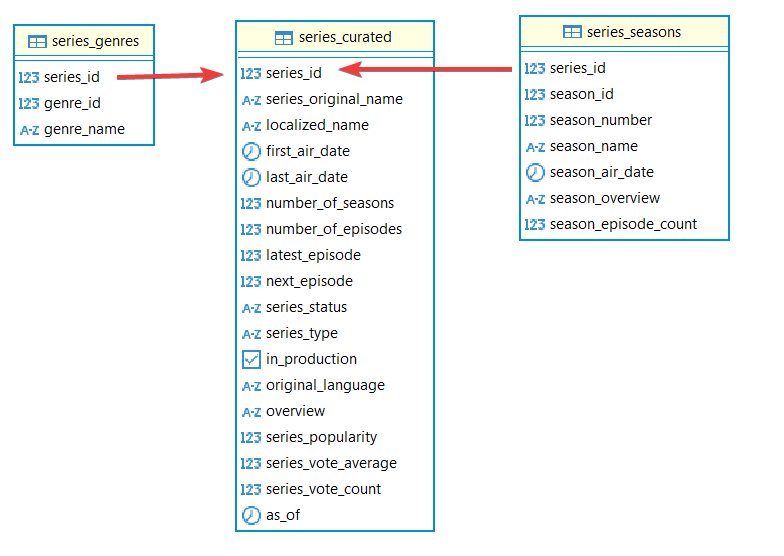 series_genres
123 series_id
123 genre_id
A-Z genre_name
series_curated
123 series_id
A-Z series_original_name
A-Z localized_name
first_air_date
last_air_date
123 number_of_seasons
123 number_of_episodes
123 latest_episode
123 next_episode
A-Z series_status
A-Z series_type
in_production
A-Z original_language
A-Z overview
123 series_popularity
123 series_vote_average
123 series_vote_count
as_of
series_seasons
123 series_id
123 season_id
123 season_number
A-Z season_name
season_air_date
A-Z season_overview
123 season_episode_count